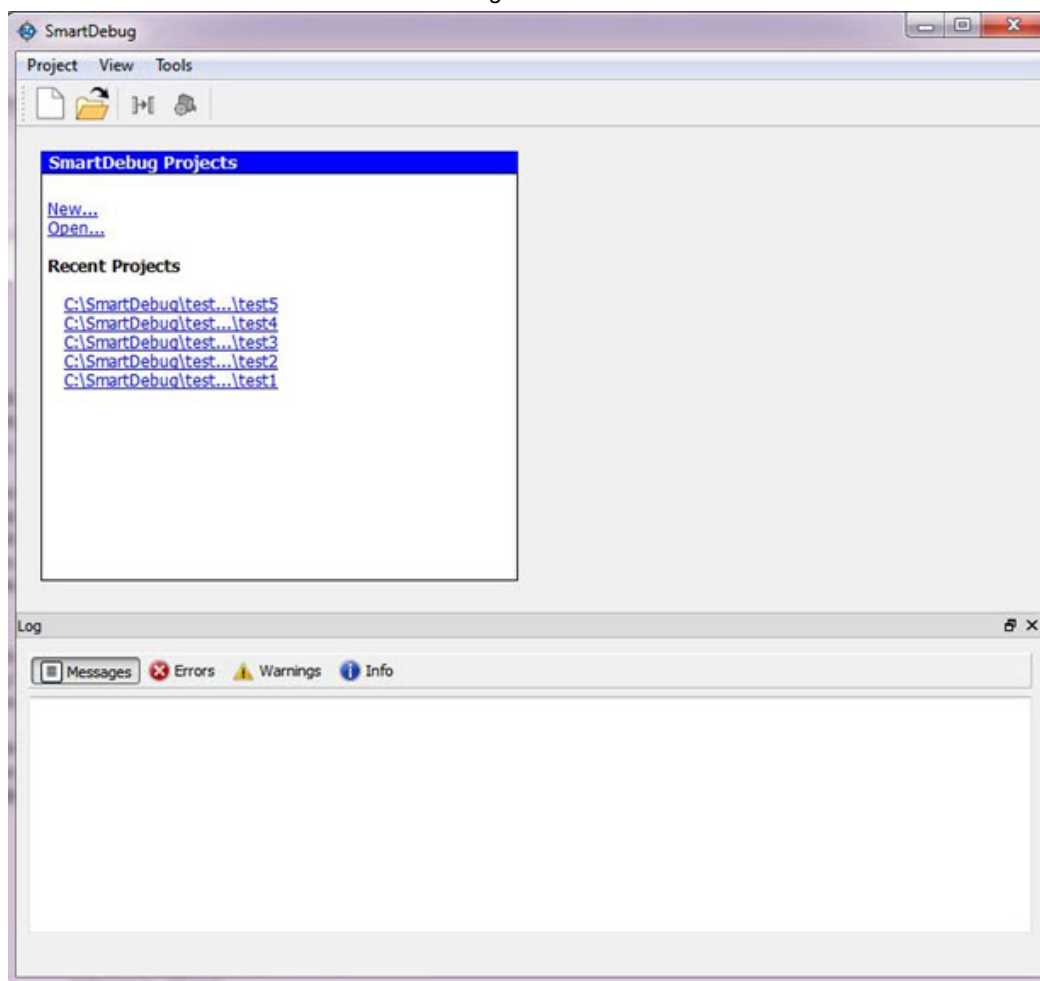 SmartDebug
Project View Tools
SmartDebug Projects
New...
Open...
Recent Projects
C:\SmartDebug\test...\test5
C:\SmartDebug\test...\test4
C:\SmartDebug\test...\test3
C:\SmartDebug\test...\test2
C:\SmartDebug\test...\test1
Log
Messages Errors Warnings Info